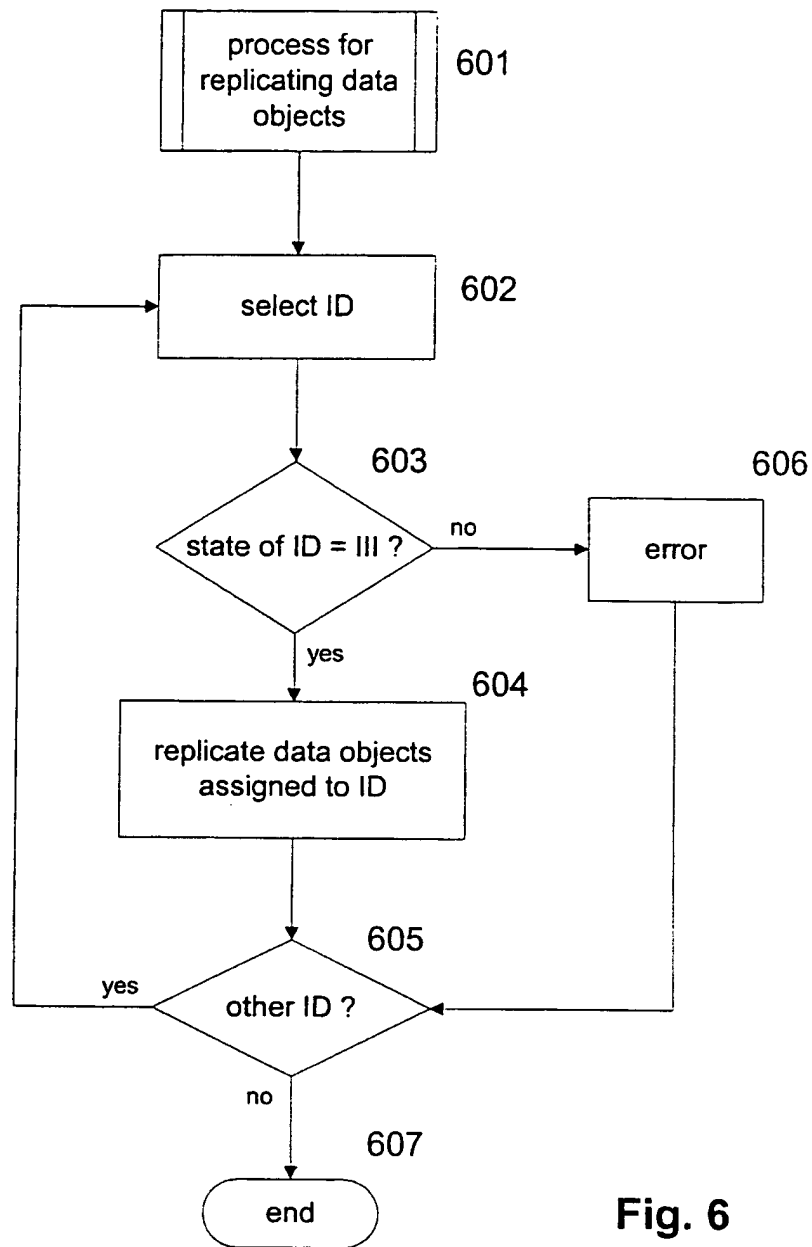 process for
replicating data
objects
601
select ID
602
603
606
state of ID = III ?
no
error
yes
604
replicate data objects
assigned to ID
605
yes
other ID ?
no
607
end
Fig. 6